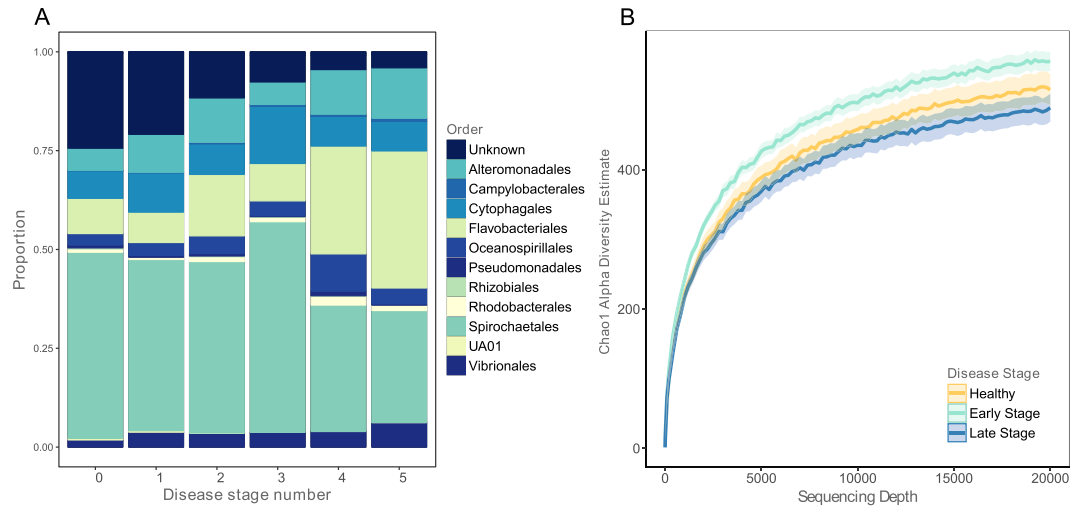 A
1.00
0.75
0.50
0.25
0.00
Proportion
0 1 2 3 4 5
Disease stage number
Order
Unknown
Alteromonadales
Campylobacterales
Cytophagales
Flavobacteriales
Oceanospirillales
Pseudomonadales
Rhizobiales
Rhodobacterales
Spirochaetales
UA01
Vibrionales
B
400
200
0
Chao1 Alpha Diversity Estimate
0 5000 10000 15000 20000
Sequencing Depth
Disease Stage
Healthy
Early Stage
Late Stage